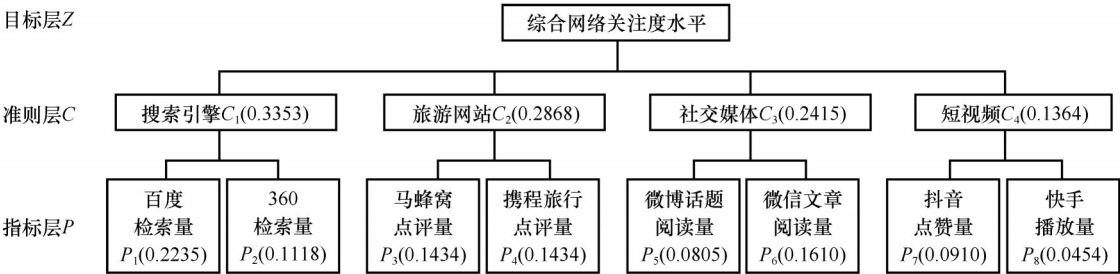 目标层Z
综合网络关注度水平
准则层C
搜索引擎C₁(0.3353)
旅游网站C₂(0.2868)
社交媒体C₃(0.2415)
短视频C₄(0.1364)
指标层P
百度
检索量
P₁(0.2235)
360
检索量
P₂(0.1118)
马蜂窝
点评量
P₃(0.1434)
携程旅行
点评量
P₄(0.1434)
微博话题
阅读量
P₅(0.0805)
微信文章
阅读量
P₆(0.1610)
抖音
点赞量
P₇(0.0910)
快手
播放量
P₈(0.0454)